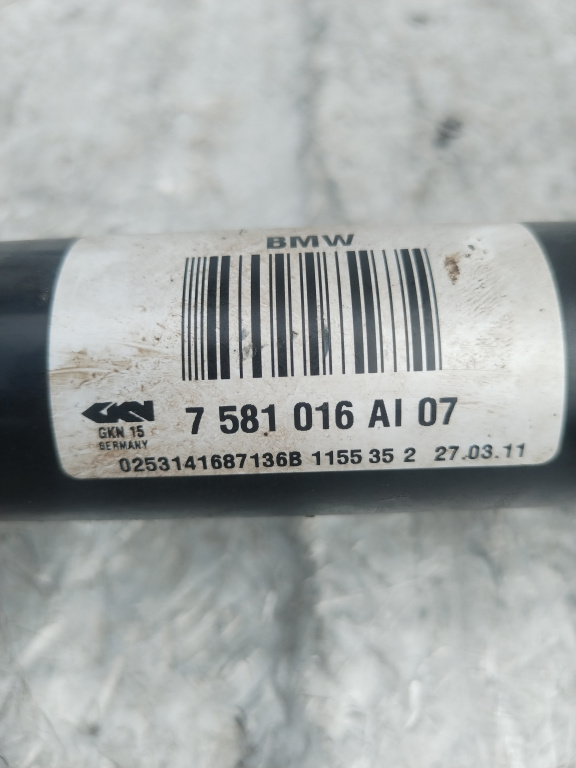 BMW
GKN 7 581 016 AI 07
GKN 15
GERMANY
0253141687136B 1155 35 2 27.03.11